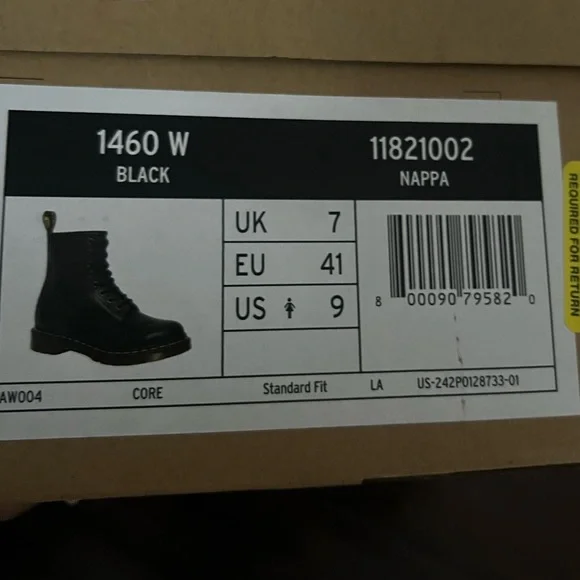 1460 W
BLACK
11821002
NAPPA
UK 7
EU 41
US 9
8 00090 79582 0
AW004 CORE Standard Fit LA US-242P0128733-01
REQUIRED FOR RETURN